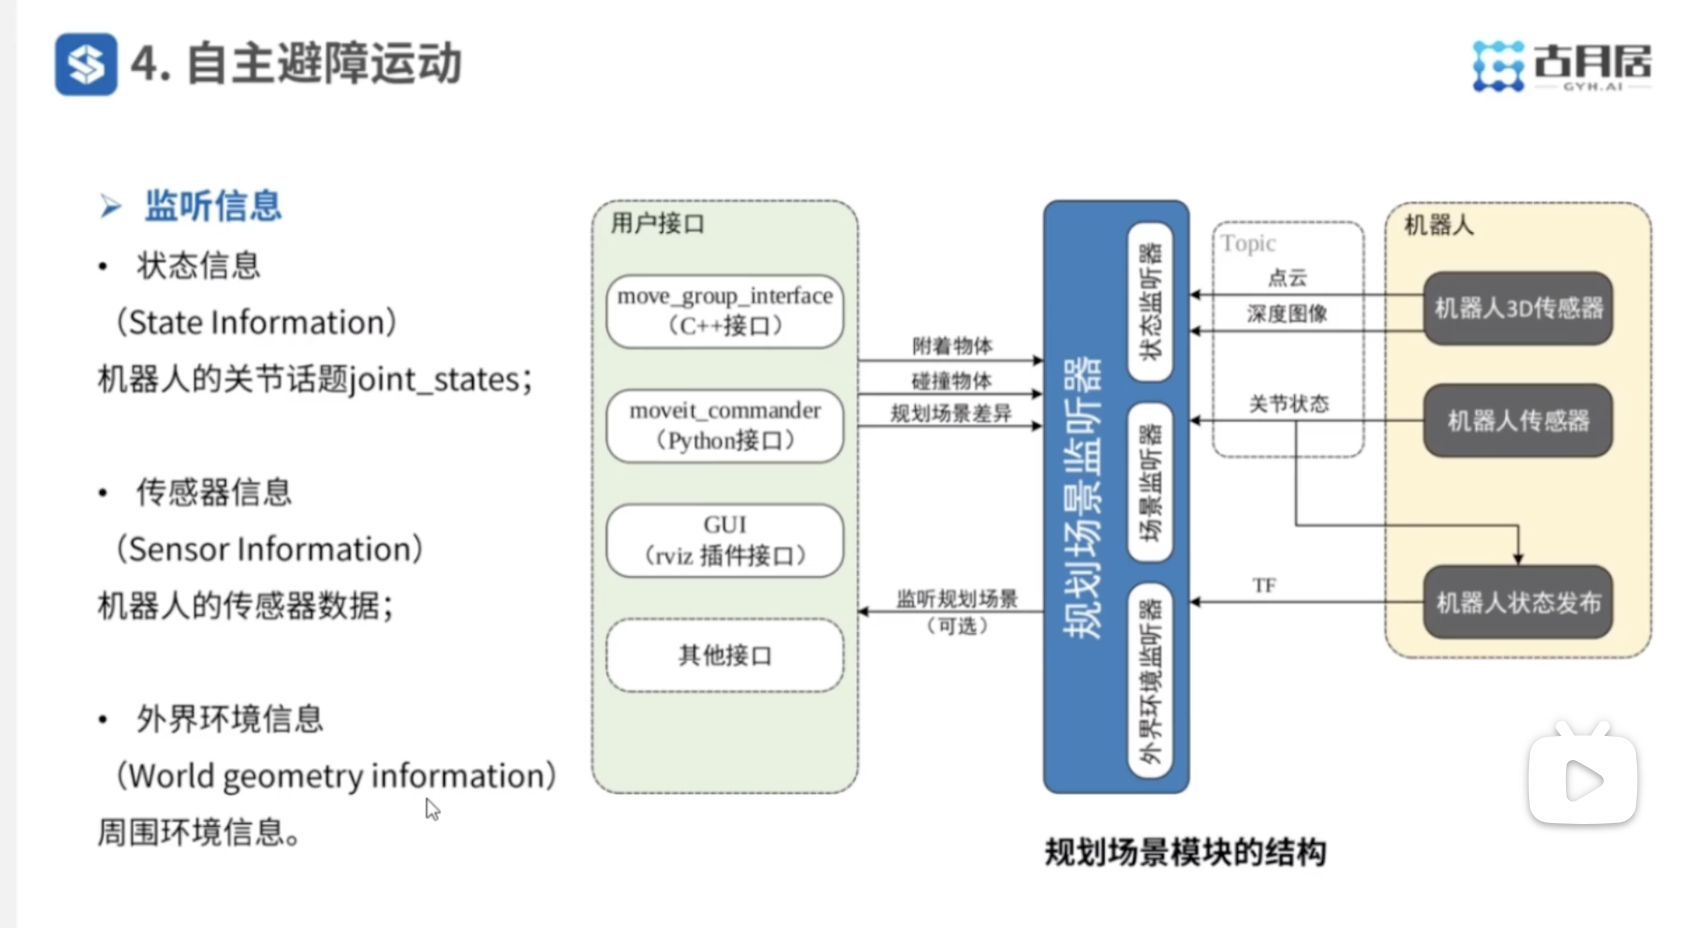 4. 自主避障运动
古月居
GYH.AI
➢ 监听信息
• 状态信息
（State Information）
机器人的关节话题joint_states；
• 传感器信息
（Sensor Information）
机器人的传感器数据；
• 外界环境信息
（World geometry information）
周围环境信息。
用户接口
move_group_interface
（C++接口）
moveit_commander
（Python接口）
GUI
（rviz 插件接口）
其他接口
附着物体
碰撞物体
规划场景差异
监听规划场景
（可选）
规划场景监听器
状态监听器
场景监听器
外界环境监听器
Topic
点云
深度图像
关节状态
TF
机器人
机器人3D传感器
机器人传感器
机器人状态发布
规划场景模块的结构